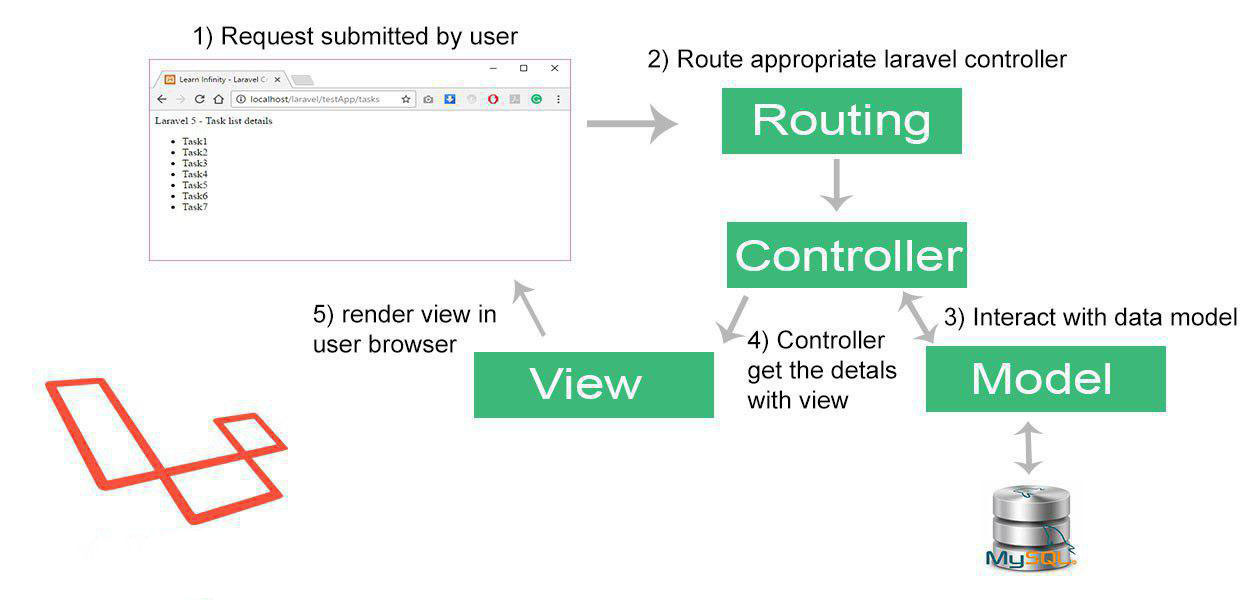 1) Request submitted by user
Learn Infinity - Laravel C
localhost/laravel/testApp/tasks
Laravel 5 - Task list details
• Task1
• Task2
• Task3
• Task4
• Task5
• Task6
• Task7
2) Route appropriate laravel controller
Routing
Controller
3) Interact with data model
Model
4) Controller
get the detals
with view
5) render view in
user browser
View
MySQL